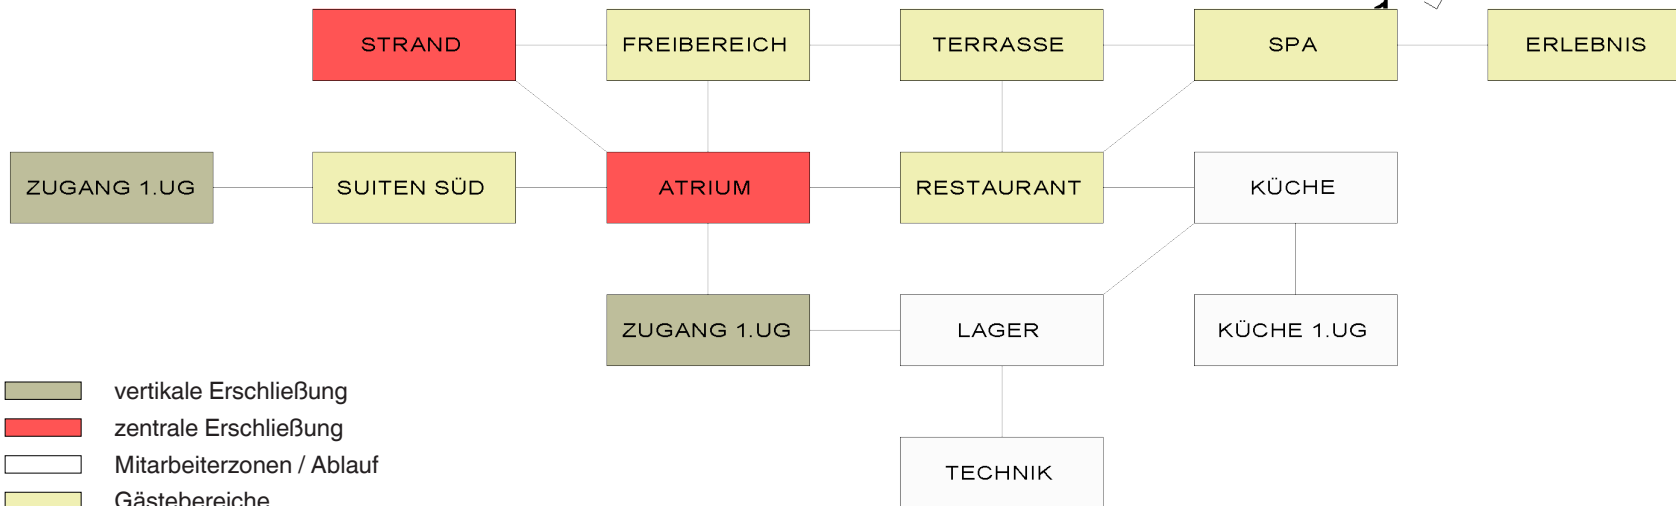 STRAND
FREIBEREICH
TERRASSE
SPA
ERLEBNIS
ZUGANG 1.UG
SUITEN SÜD
ATRIUM
RESTAURANT
KÜCHE
ZUGANG 1.UG
LAGER
KÜCHE 1.UG
vertikale Erschließung
zentrale Erschließung
Mitarbeiterzonen / Ablauf
TECHNIK
Gästebereiche